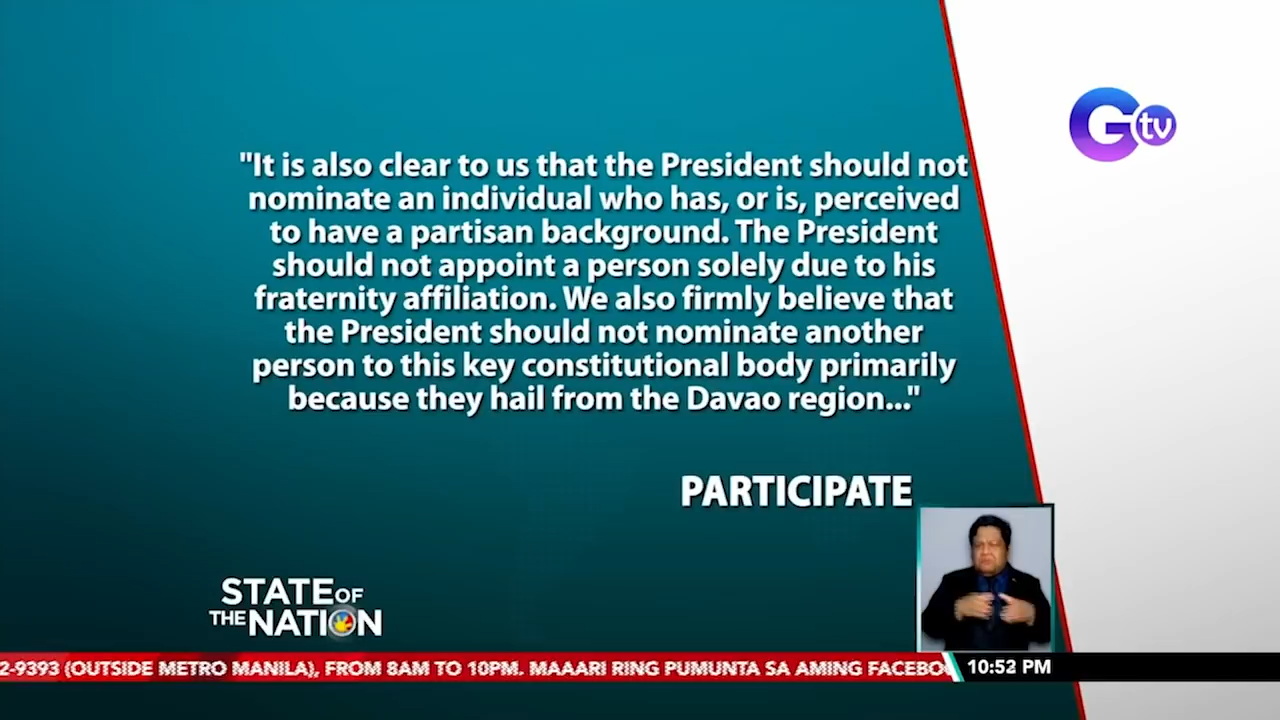 "It is also clear to us that the President should not
nominate an individual who has, or is, perceived
to have a partisan background. The President
should not appoint a person solely due to his
fraternity affiliation. We also firmly believe that
the President should not nominate another
person to this key constitutional body primarily
because they hail from the Davao region..."
PARTICIPATE
Gtv
STATE OF
THE NATION
2-9393 (OUTSIDE METRO MANILA), FROM 8AM TO 10PM. MAAARI RING PUMUNTA SA AMING FACEBO
10:52 PM